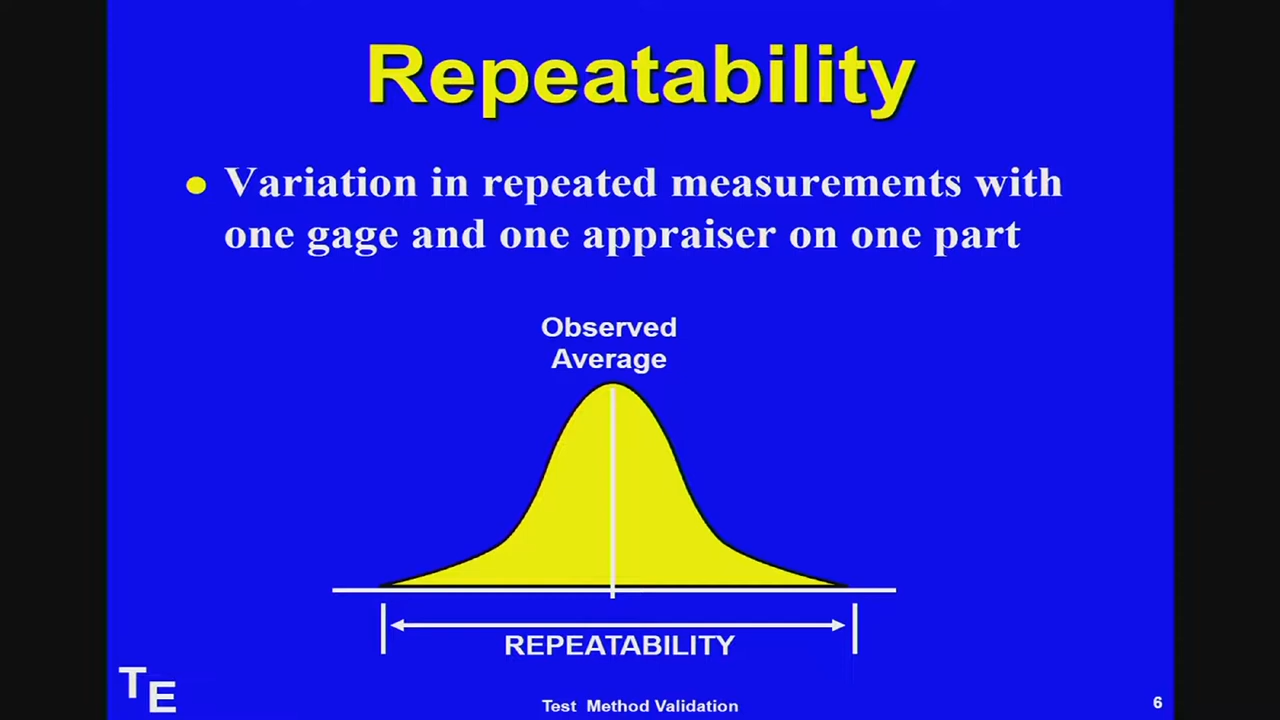 Repeatability
Variation in repeated measurements with
one gage and one appraiser on one part
Observed
Average
REPEATABILITY
TE
Test Method Validation
6